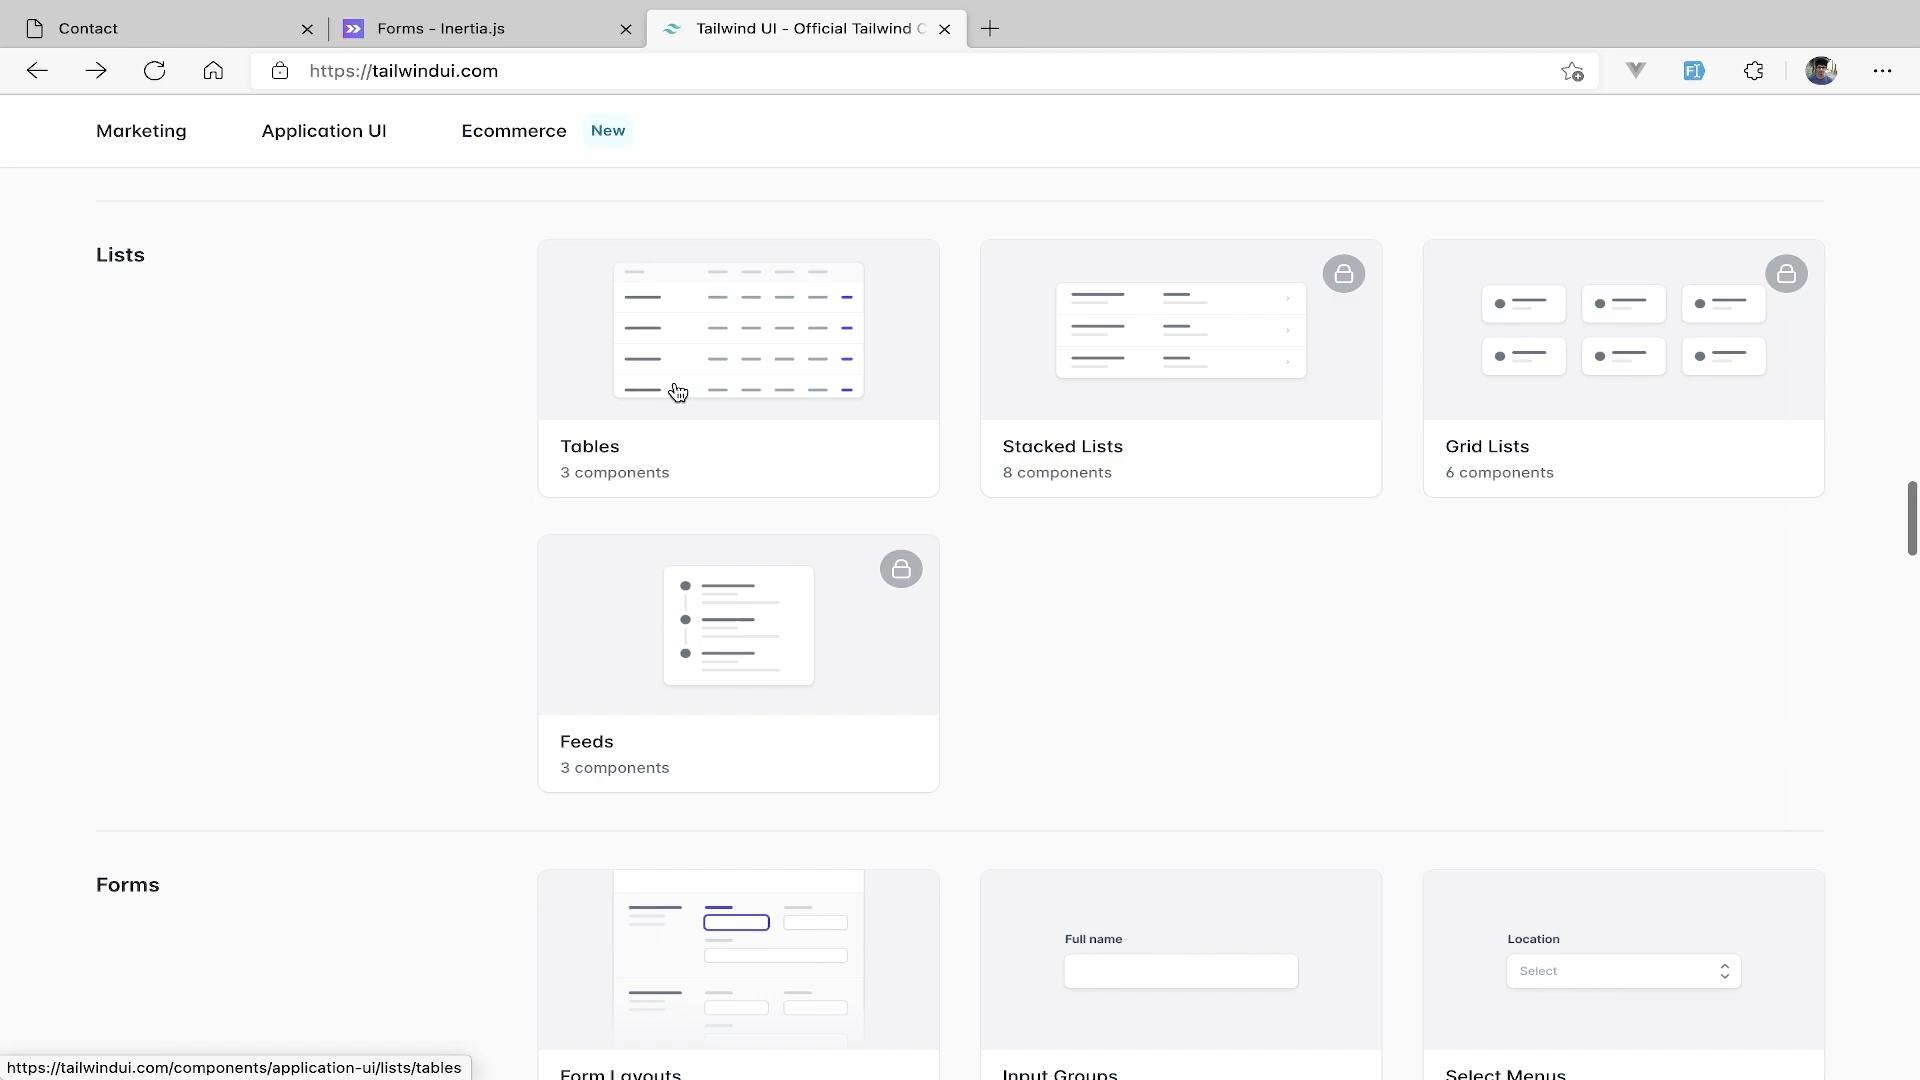 Contact
Forms - Inertia.js
Tailwind UI - Official Tailwind C
https://tailwindui.com
Marketing
Application UI
Ecommerce
New
Lists
Tables
3 components
Stacked Lists
8 components
Grid Lists
6 components
Feeds
3 components
Forms
Full name
Location
Select
Form Layouts
Input Groups
Select Menus
https://tailwindui.com/components/application-ui/lists/tables